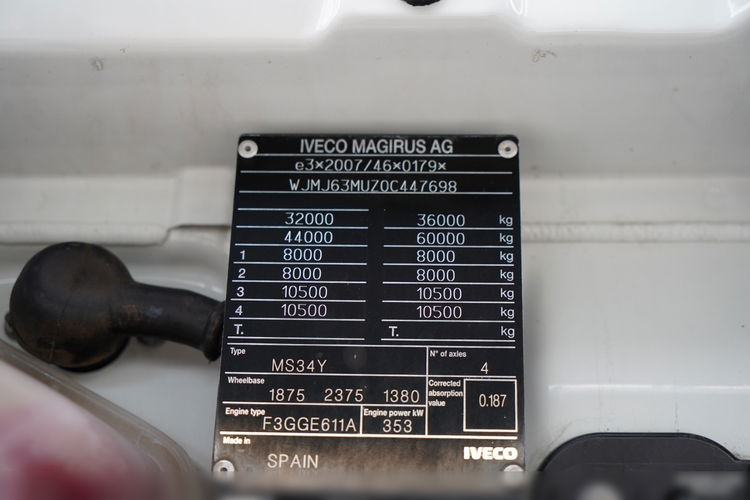 IVECO MAGIRUS AG
e3×2007/46×0179×
WJMJ63MUZ0C447698
32000 36000 kg
44000 60000 kg
1 8000 8000 kg
2 8000 8000 kg
3 10500 10500 kg
4 10500 10500 kg
T. T. kg
Type MS34Y N° of axles 4
Wheelbase 1875 2375 1380 Corrected absorption value 0.187
Engine type F3GGE611A Engine power kW 353
Made in SPAIN IVECO